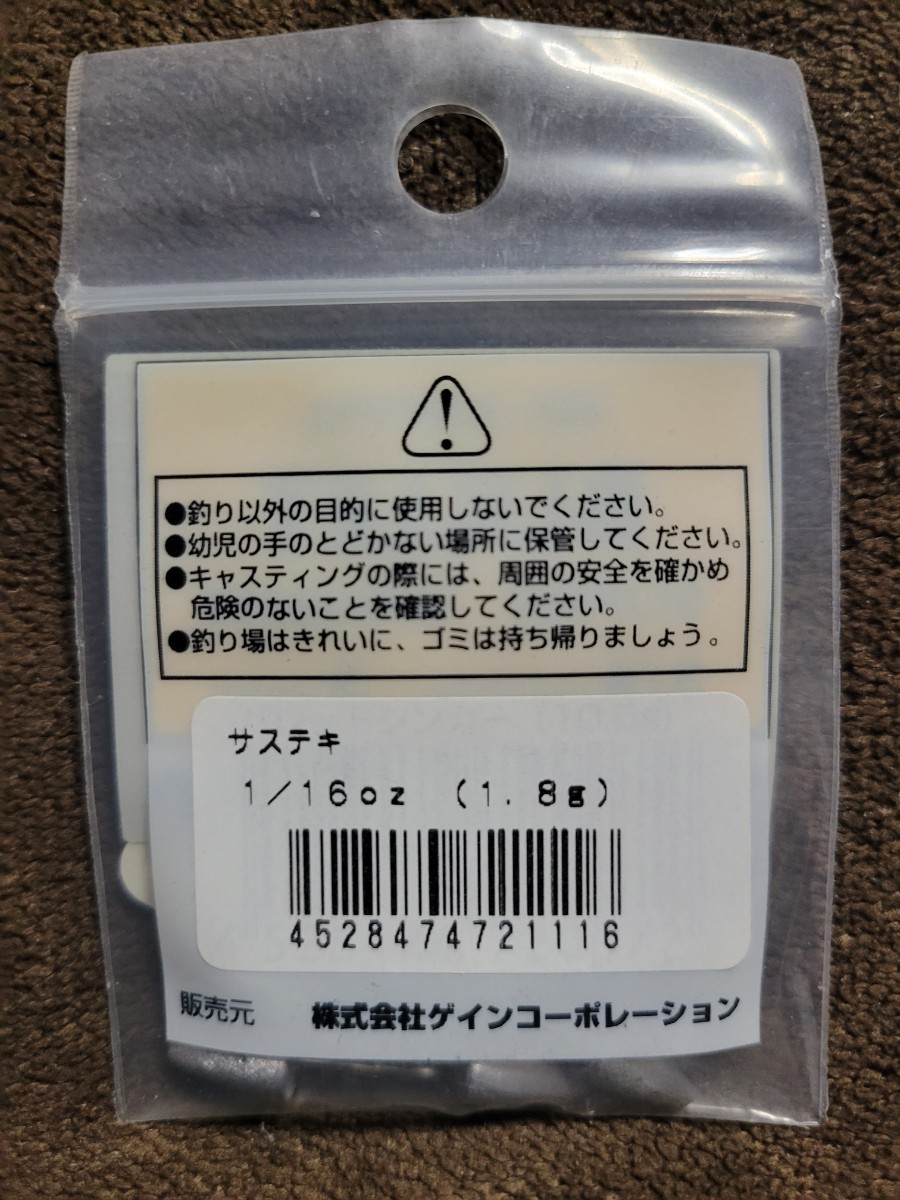 ●釣り以外の目的に使用しないでください。
●幼児の手のとどかない場所に保管してください。
●キャスティングの際には、周囲の安全を確かめ
危険のないことを確認してください。
●釣り場はきれいに、ゴミは持ち帰りましょう。
サステキ
1/16oz (1.8g)
4528474721116
販売元 株式会社ゲインコーポレーション